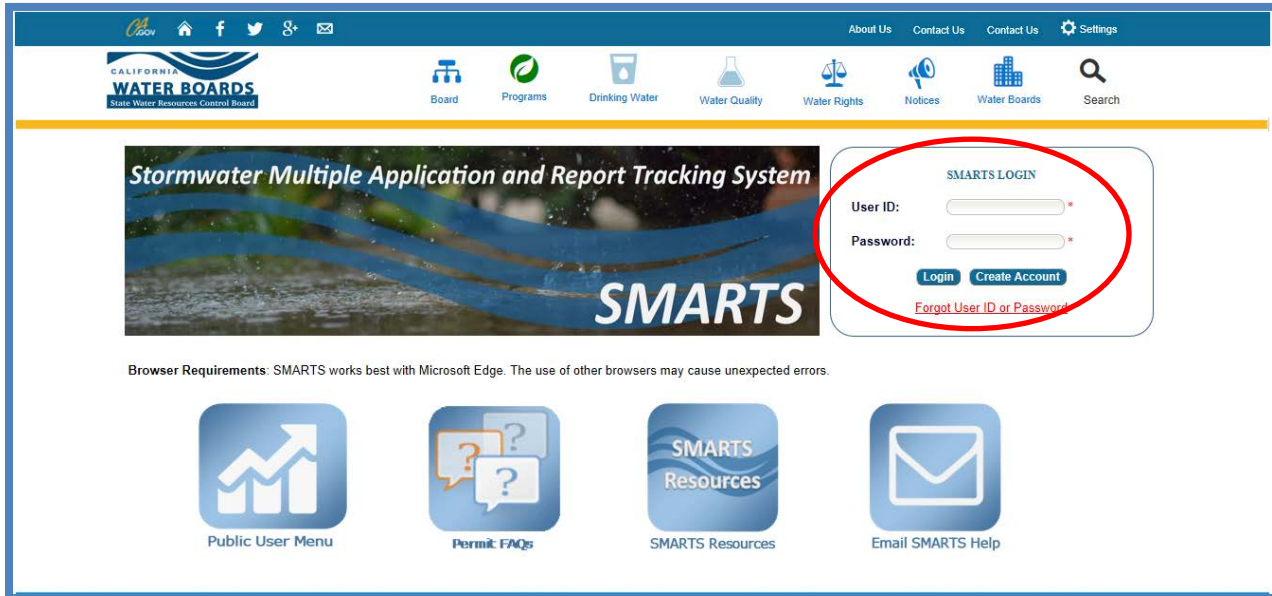 CA.GOV f 8+ About Us Contact Us Contact Us Settings
CALIFORNIA
WATER BOARDS
State Water Resources Control Board
Board Programs Drinking Water Water Quality Water Rights Notices Water Boards Search
Stormwater Multiple Application and Report Tracking System
SMARTS
SMARTS LOGIN
User ID: *
Password: *
Login Create Account
Forgot User ID or Password
Browser Requirements: SMARTS works best with Microsoft Edge. The use of other browsers may cause unexpected errors.
? ? ?
SMARTS
Resources
Public User Menu Permit FAQs SMARTS Resources Email SMARTS Help